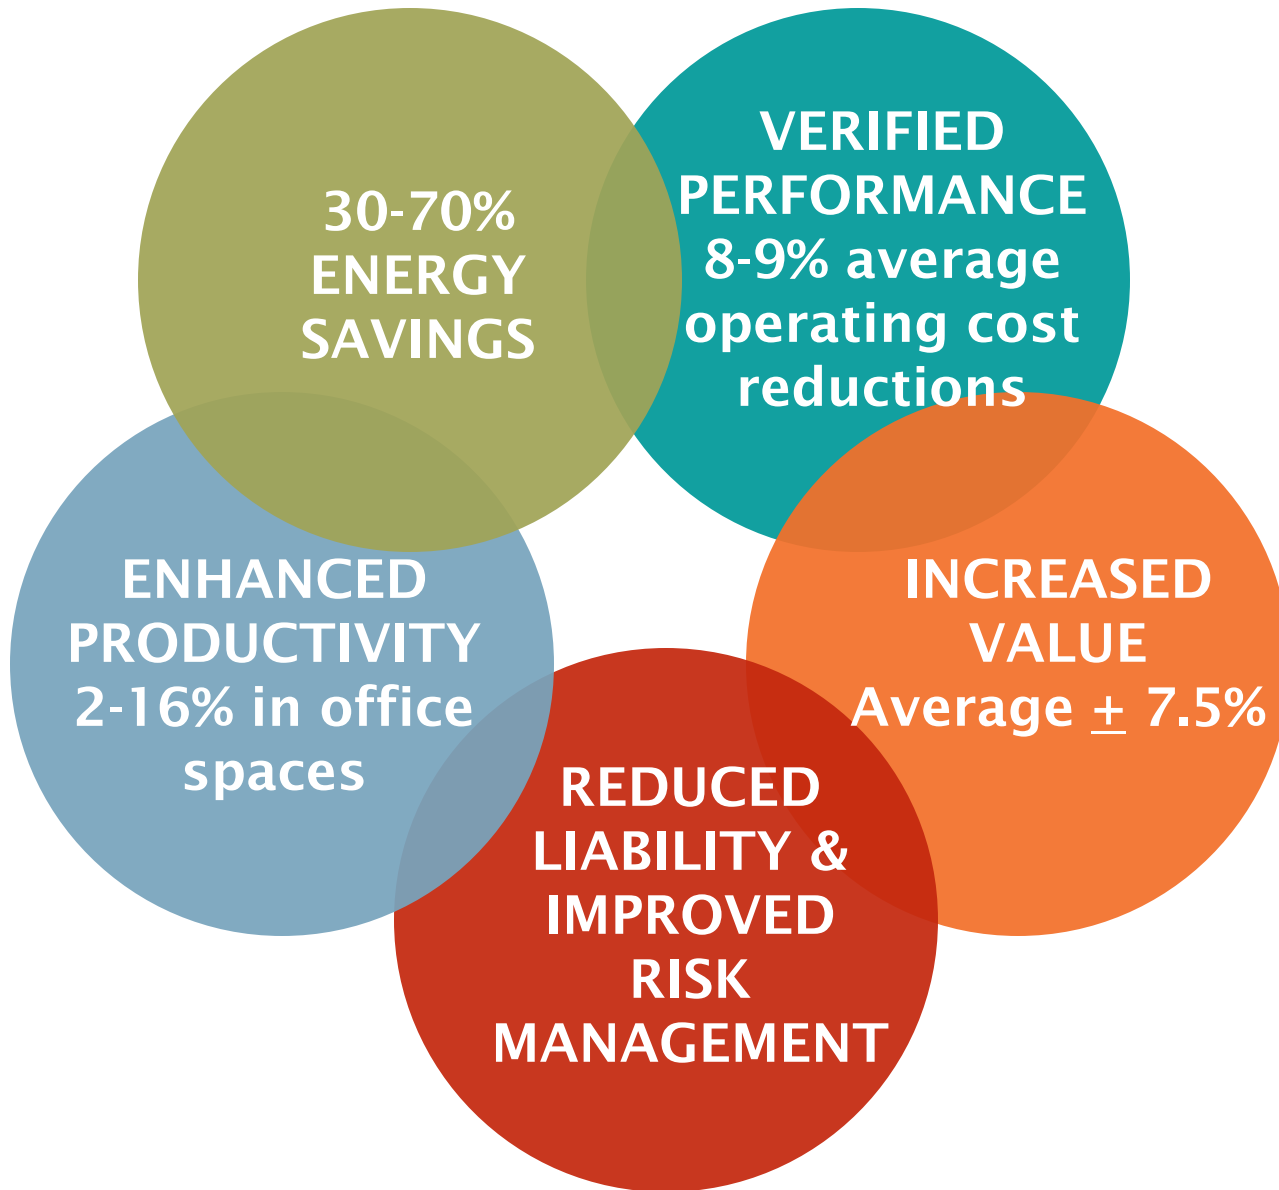 30-70%
ENERGY
SAVINGS
VERIFIED
PERFORMANCE
8-9% average
operating cost
reductions
ENHANCED
PRODUCTIVITY
2-16% in office
spaces
INCREASED
VALUE
Average ± 7.5%
REDUCED
LIABILITY &
IMPROVED
RISK
MANAGEMENT